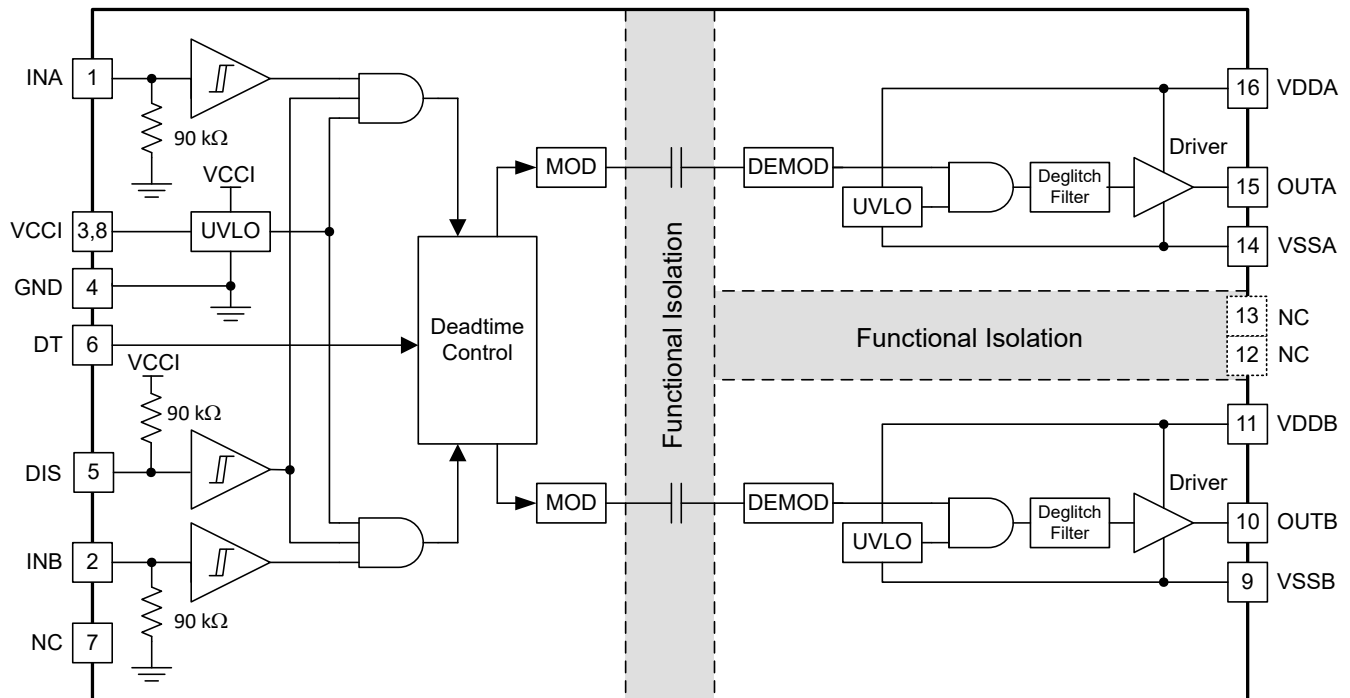 INA
1
90 kΩ
VCCI
VCCI
3,8
UVLO
GND
4
DT
6
VCCI
90 kΩ
DIS
5
INB
2
90 kΩ
NC
7
Deadtime
Control
MOD
MOD
Functional Isolation
DEMOD
UVLO
Deglitch
Filter
Driver
16
VDDA
15
OUTA
14
VSSA
Functional Isolation
13
NC
12
NC
11
VDDB
DEMOD
UVLO
Deglitch
Filter
Driver
10
OUTB
9
VSSB